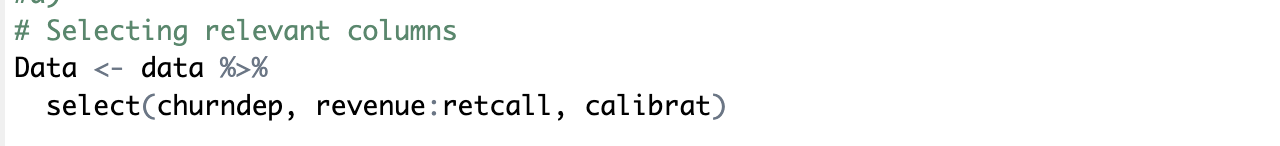 # Selecting relevant columns
Data <- data %>%
  select(churndep, revenue:retcall, calibrat)